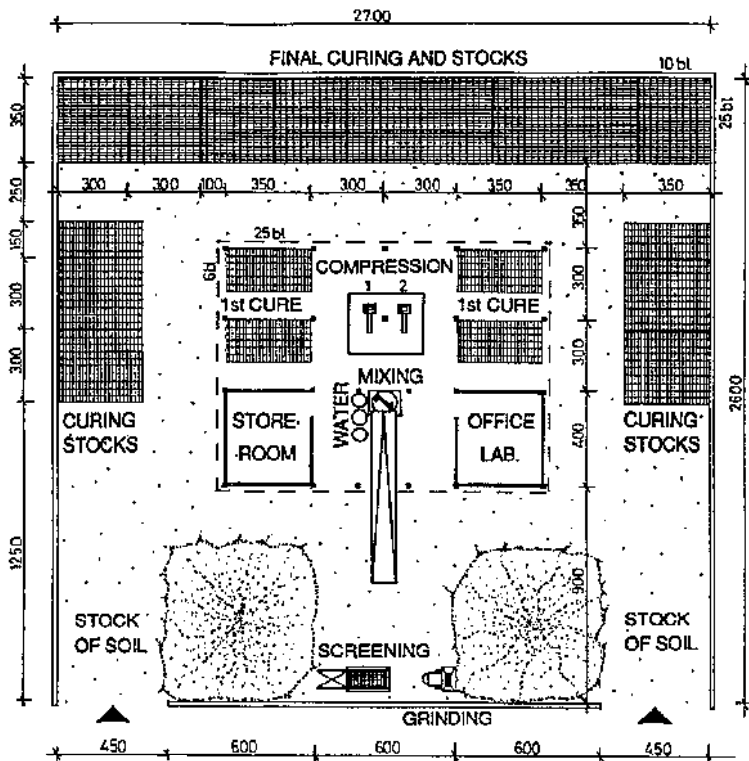 2700
FINAL CURING AND STOCKS
10 bl.
350
25 bl
250
300 300 100 350 300 300 350 350 350
150
300
300
25 bl
6 bl
COMPRESSION
1 2
1st CURE
1st CURE
350
300
300
MIXING
WATER
STORE-
ROOM
OFFICE
LAB.
400
CURING
STOCKS
CURING
STOCKS
2600
1250
900
STOCK
OF SOIL
STOCK
OF SOIL
SCREENING
GRINDING
450 600 600 600 450